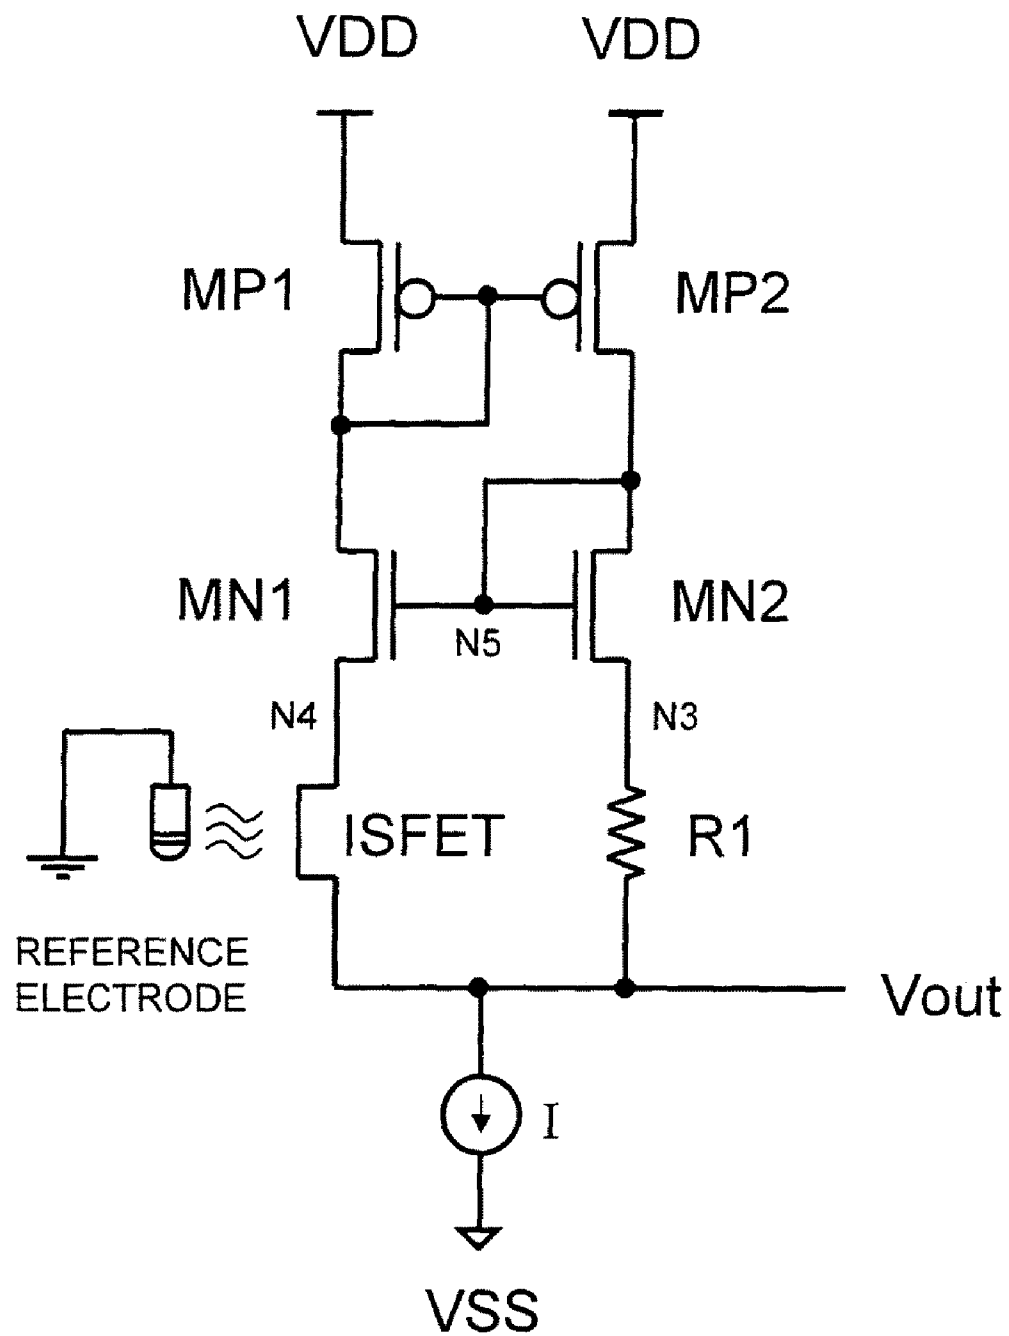 VDD VDD
MP1 MP2
MN1 MN2
N5
N4 N3
ISFET R1
REFERENCE
ELECTRODE
Vout
I
VSS